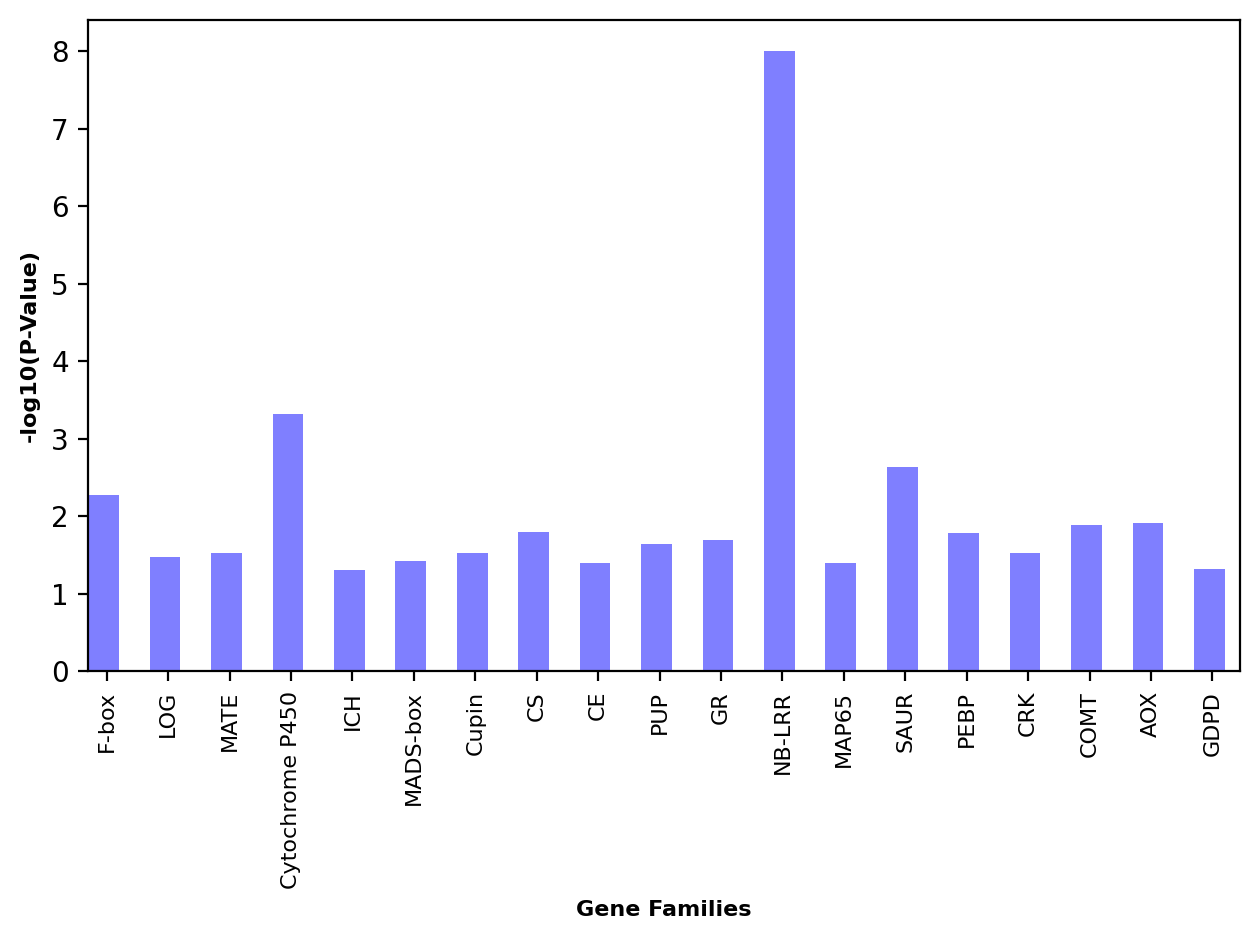 8
7
6
5
4
3
2
1
0
-log10(P-Value)
F-box
LOG
MATE
Cytochrome P450
ICH
MADS-box
Cupin
CS
CE
PUP
GR
NB-LRR
MAP65
SAUR
PEBP
CRK
COMT
AOX
GDPD
Gene Families